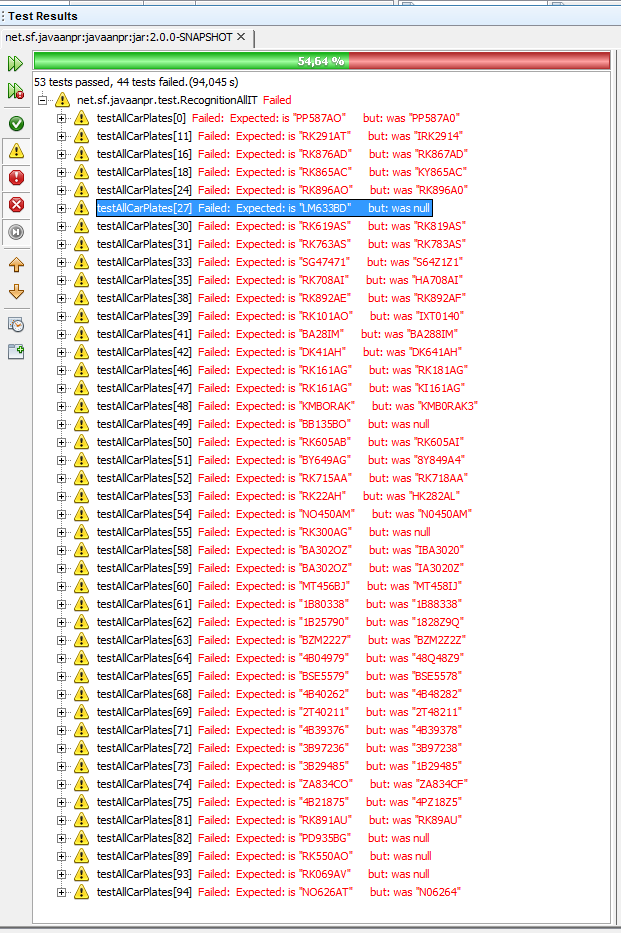 Test Results
net.sf.javaanpr:javaanpr:jar:2.0.0-SNAPSHOT
54,64 %
53 tests passed, 44 tests failed.(94,045 s)
net.sf.javaanpr.test.RecognitionAllIT Failed
testAllCarPlates[0] Failed: Expected: is "PP587AO" but: was "PP587A0"
testAllCarPlates[11] Failed: Expected: is "RK291AT" but: was "IRK2914"
testAllCarPlates[16] Failed: Expected: is "RK876AD" but: was "RK867AD"
testAllCarPlates[18] Failed: Expected: is "RK865AC" but: was "KY865AC"
testAllCarPlates[24] Failed: Expected: is "RK896AO" but: was "RK896A0"
testAllCarPlates[27] Failed: Expected: is "LM633BD" but: was null
testAllCarPlates[30] Failed: Expected: is "RK619AS" but: was "RK819AS"
testAllCarPlates[31] Failed: Expected: is "RK763AS" but: was "RK783AS"
testAllCarPlates[33] Failed: Expected: is "SG47471" but: was "S64Z1Z1"
testAllCarPlates[35] Failed: Expected: is "RK708AI" but: was "HA708AI"
testAllCarPlates[38] Failed: Expected: is "RK892AE" but: was "RK892AF"
testAllCarPlates[39] Failed: Expected: is "RK101AO" but: was "IXT0140"
testAllCarPlates[41] Failed: Expected: is "BA28IM" but: was "BA288IM"
testAllCarPlates[42] Failed: Expected: is "DK41AH" but: was "DK641AH"
testAllCarPlates[46] Failed: Expected: is "RK161AG" but: was "RK181AG"
testAllCarPlates[47] Failed: Expected: is "RK161AG" but: was "KI161AG"
testAllCarPlates[48] Failed: Expected: is "KMBORAK" but: was "KMB0RAK3"
testAllCarPlates[49] Failed: Expected: is "BB135BO" but: was null
testAllCarPlates[50] Failed: Expected: is "RK605AB" but: was "RK605AI"
testAllCarPlates[51] Failed: Expected: is "BY649AG" but: was "8Y849A4"
testAllCarPlates[52] Failed: Expected: is "RK715AA" but: was "RK718AA"
testAllCarPlates[53] Failed: Expected: is "RK22AH" but: was "HK282AL"
testAllCarPlates[54] Failed: Expected: is "NO450AM" but: was "N0450AM"
testAllCarPlates[55] Failed: Expected: is "RK300AG" but: was null
testAllCarPlates[58] Failed: Expected: is "BA302OZ" but: was "IBA3020"
testAllCarPlates[59] Failed: Expected: is "BA302OZ" but: was "IA3020Z"
testAllCarPlates[60] Failed: Expected: is "MT456BJ" but: was "MT458IJ"
testAllCarPlates[61] Failed: Expected: is "1B80338" but: was "1B88338"
testAllCarPlates[62] Failed: Expected: is "1B25790" but: was "1828Z9Q"
testAllCarPlates[63] Failed: Expected: is "BZM2227" but: was "BZM2Z2Z"
testAllCarPlates[64] Failed: Expected: is "4B04979" but: was "48Q48Z9"
testAllCarPlates[65] Failed: Expected: is "BSE5579" but: was "BSE5578"
testAllCarPlates[68] Failed: Expected: is "4B40262" but: was "4B48282"
testAllCarPlates[69] Failed: Expected: is "2T40211" but: was "2T48211"
testAllCarPlates[71] Failed: Expected: is "4B39376" but: was "4B39378"
testAllCarPlates[72] Failed: Expected: is "3B97236" but: was "3B97238"
testAllCarPlates[73] Failed: Expected: is "3B29485" but: was "1B29485"
testAllCarPlates[74] Failed: Expected: is "ZA834CO" but: was "ZA834CF"
testAllCarPlates[75] Failed: Expected: is "4B21875" but: was "4PZ18Z5"
testAllCarPlates[81] Failed: Expected: is "RK891AU" but: was "RK89AU"
testAllCarPlates[82] Failed: Expected: is "PD935BG" but: was null
testAllCarPlates[89] Failed: Expected: is "RK550AO" but: was null
testAllCarPlates[93] Failed: Expected: is "RK069AV" but: was null
testAllCarPlates[94] Failed: Expected: is "NO626AT" but: was "N06264"